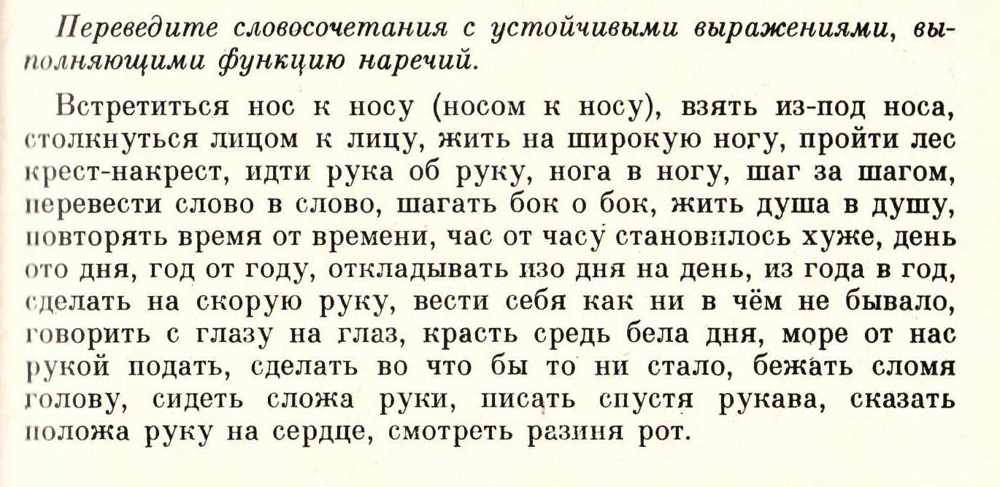 Переведите словосочетания с устойчивыми выражениями, вы-
полняющими функцию наречий.
Встретиться нос к носу (носом к носу), взять из-под носа,
столкнуться лицом к лицу, жить на широкую ногу, пройти лес
крест-накрест, идти рука об руку, нога в ногу, шаг за шагом,
перевести слово в слово, шагать бок о бок, жить душа в душу,
повторять время от времени, час от часу становилось хуже, день
ото дня, год от году, откладывать изо дня на день, из года в год,
сделать на скорую руку, вести себя как ни в чём не бывало,
говорить с глазу на глаз, красть средь бела дня, море от нас
рукой подать, сделать во что бы то ни стало, бежать сломя
голову, сидеть сложа руки, писать спустя рукава, сказать
положа руку на сердце, смотреть разиня рот.